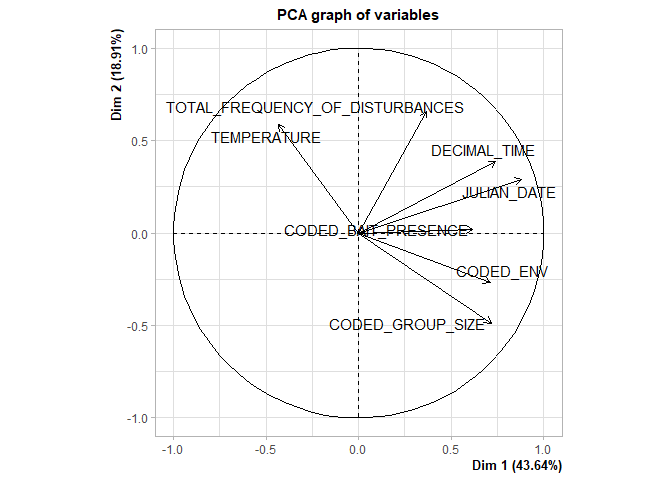 PCA graph of variables
Dim 2 (18.91%)
1.0
0.5
0.0
-0.5
-1.0
TOTAL_FREQUENCY_OF_DISTURBANCES
TEMPERATURE
DECIMAL_TIME
JULIAN_DATE
CODED_BAIT_PRESENCE
CODED_ENV
CODED_GROUP_SIZE
-1.0
-0.5
0.0
0.5
1.0
Dim 1 (43.64%)